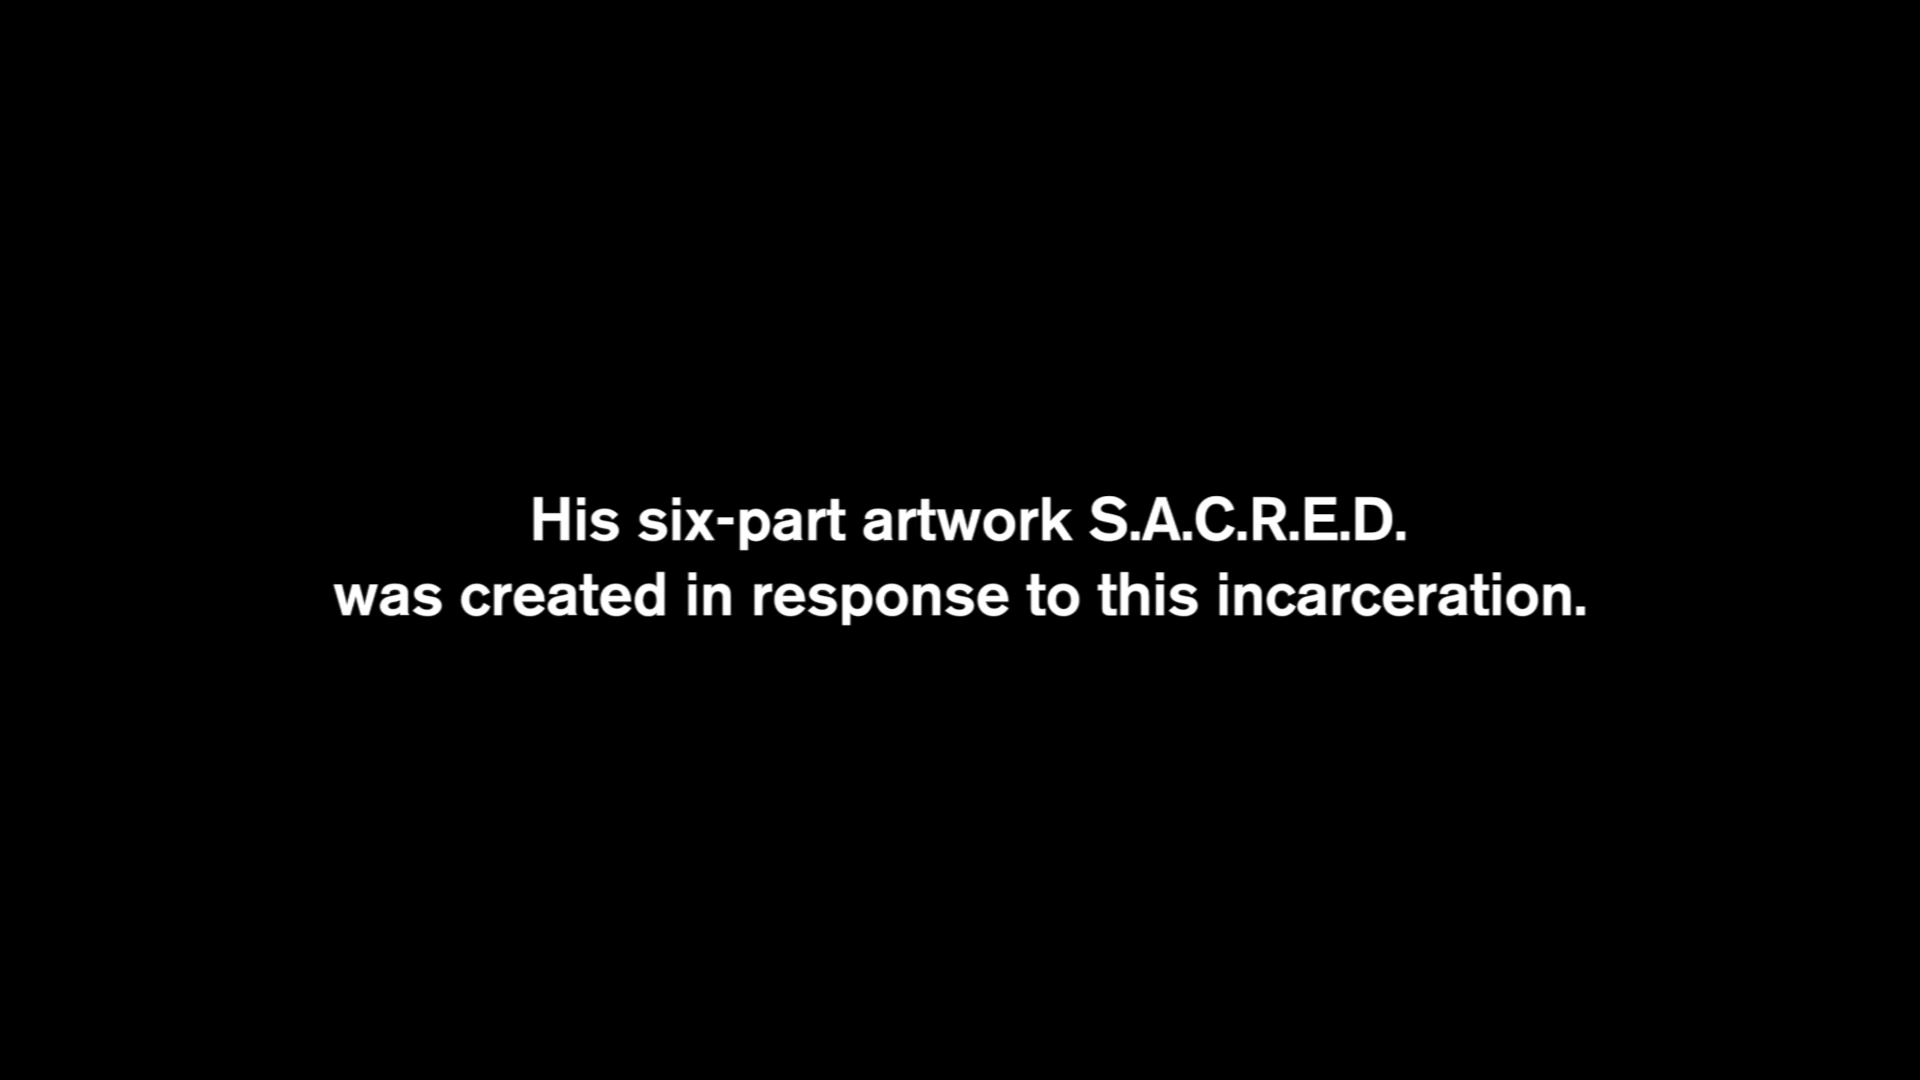 His six-part artwork S.A.C.R.E.D.
was created in response to this incarceration.